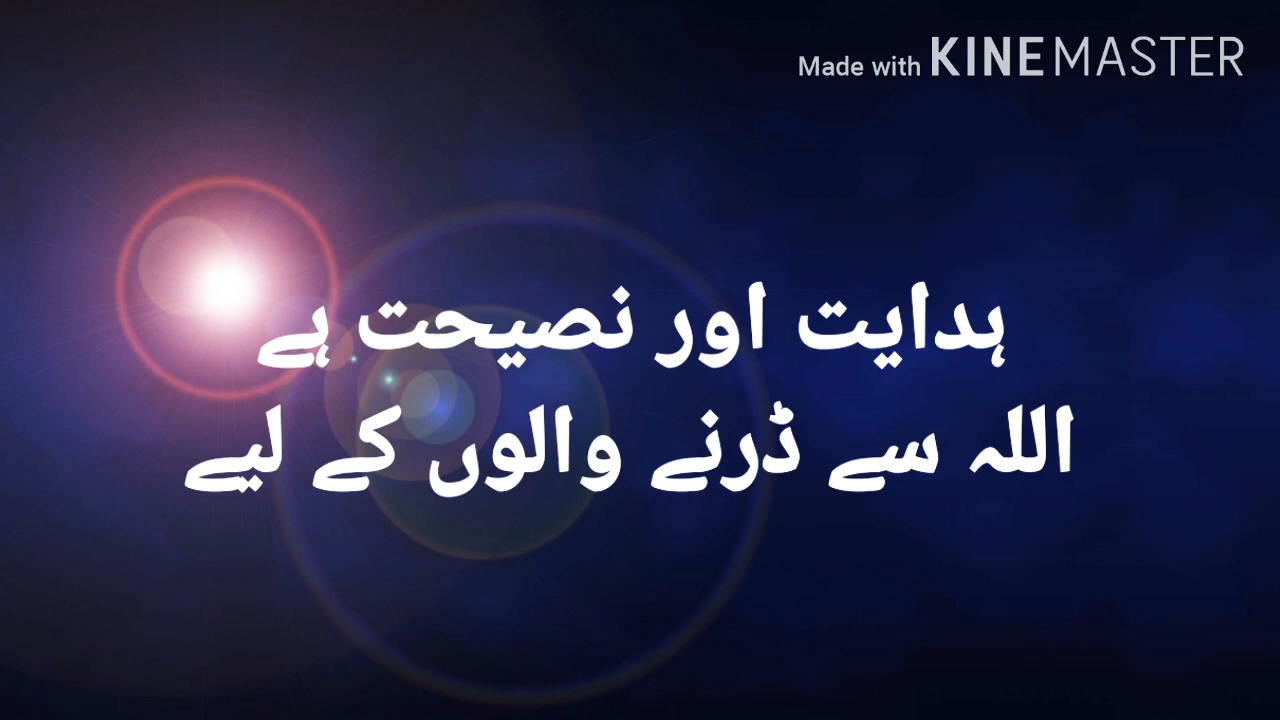 Made with KINEMASTER
ہدایت اور نصیحت ہے
اللہ سے ڈرنے والوں کے لیے